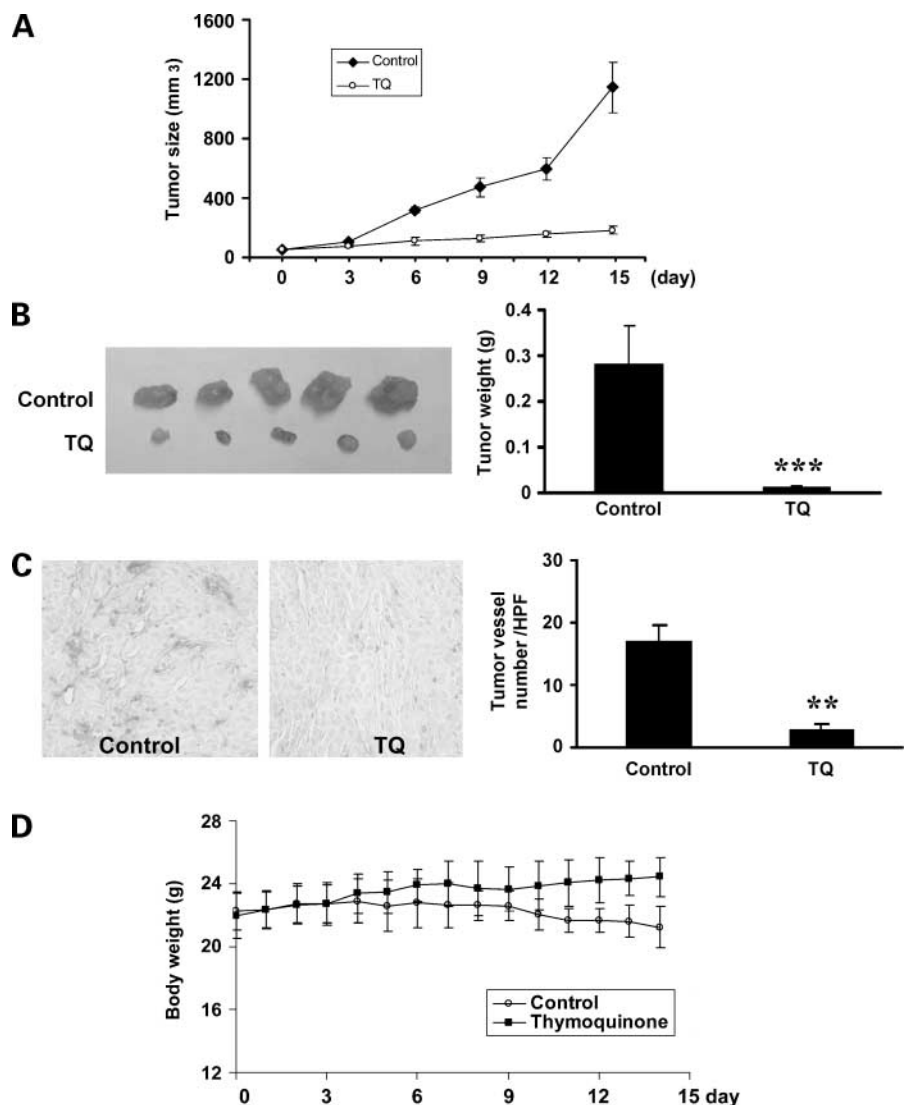 A
1600
1200
800
400
0
Tumor size (mm 3)
Control
TQ
0 3 6 9 12 15 (day)
B
Control
TQ
0.4
0.3
0.2
0.1
0
Tunor weight (g)
***
Control TQ
C
Control
TQ
30
20
10
0
Tumor vessel
number /HPF
**
Control TQ
D
28
24
20
16
12
Body weight (g)
Control
Thymoquinone
0 3 6 9 12 15 day